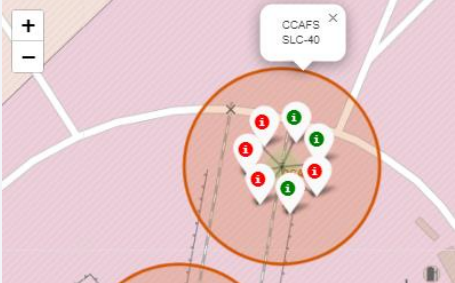 +
−
CCAFS ×
SLC-40